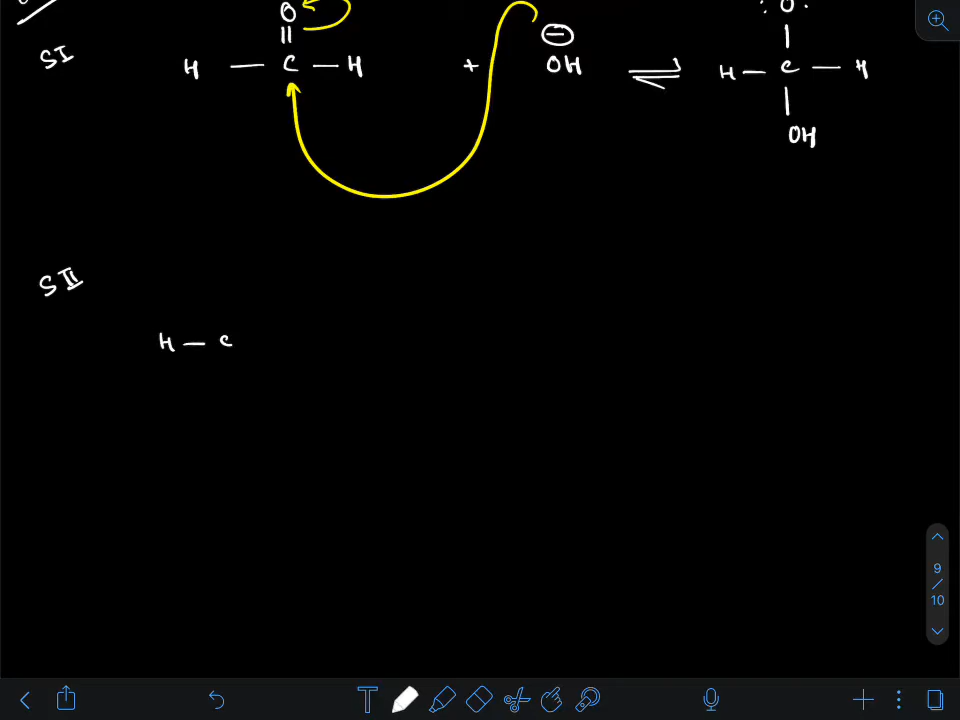 O :O.
SI H — C — H + OH ⇌ H — C — H
OH
SII
H — C
9
/
10
T